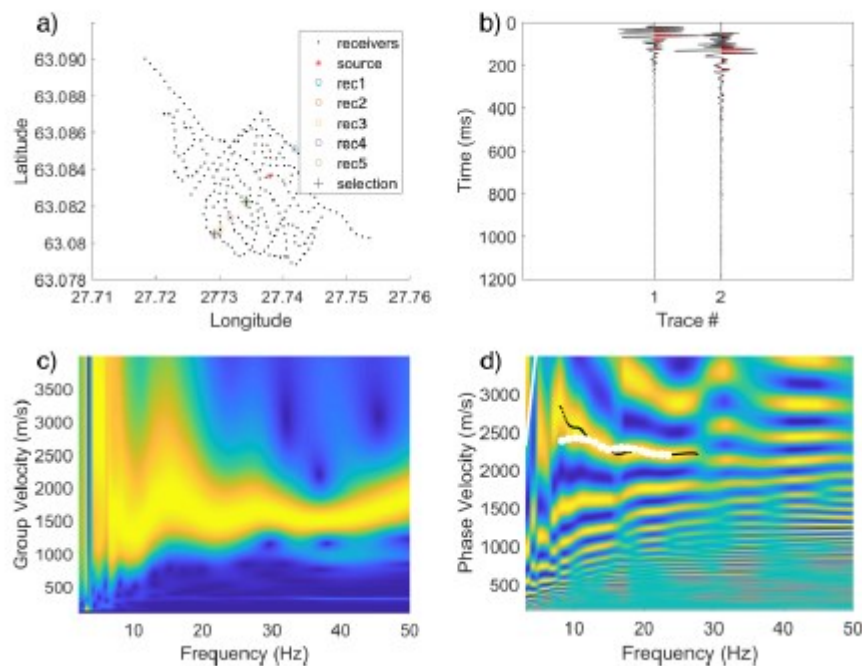 a)
63.090
63.088
63.086
63.084
63.082
63.08
63.078
Latitude
27.71 27.72 2773 27.74 27.75 27.76
Longitude
receivers
source
rec1
rec2
rec3
rec4
rec5
selection
b)
0
200
400
600
800
1000
1200
Time (ms)
1 2
Trace #
c)
3500
3000
2500
2000
1500
1000
500
Group Velocity (m/s)
10 20 30 40 50
Frequency (Hz)
d)
3000
2500
2000
1500
1000
500
Phase Velocity (m/s)
10 20 30 40 50
Frequency (Hz)